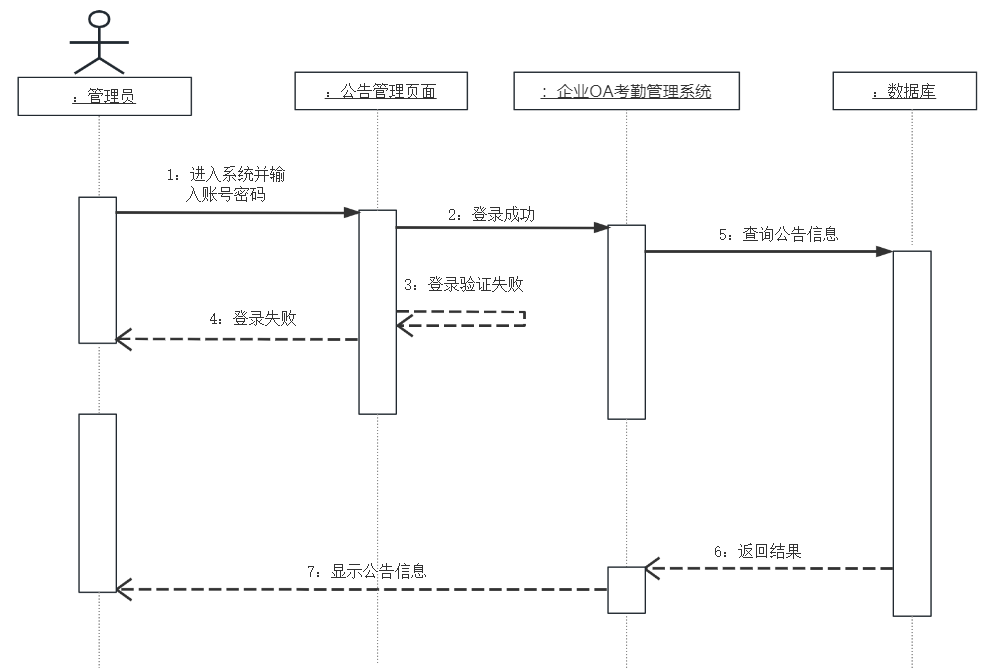 ：管理员
：公告管理页面
：企业OA考勤管理系统
：数据库
1：进入系统并输
入账号密码
2：登录成功
5：查询公告信息
3：登录验证失败
4：登录失败
6：返回结果
7：显示公告信息